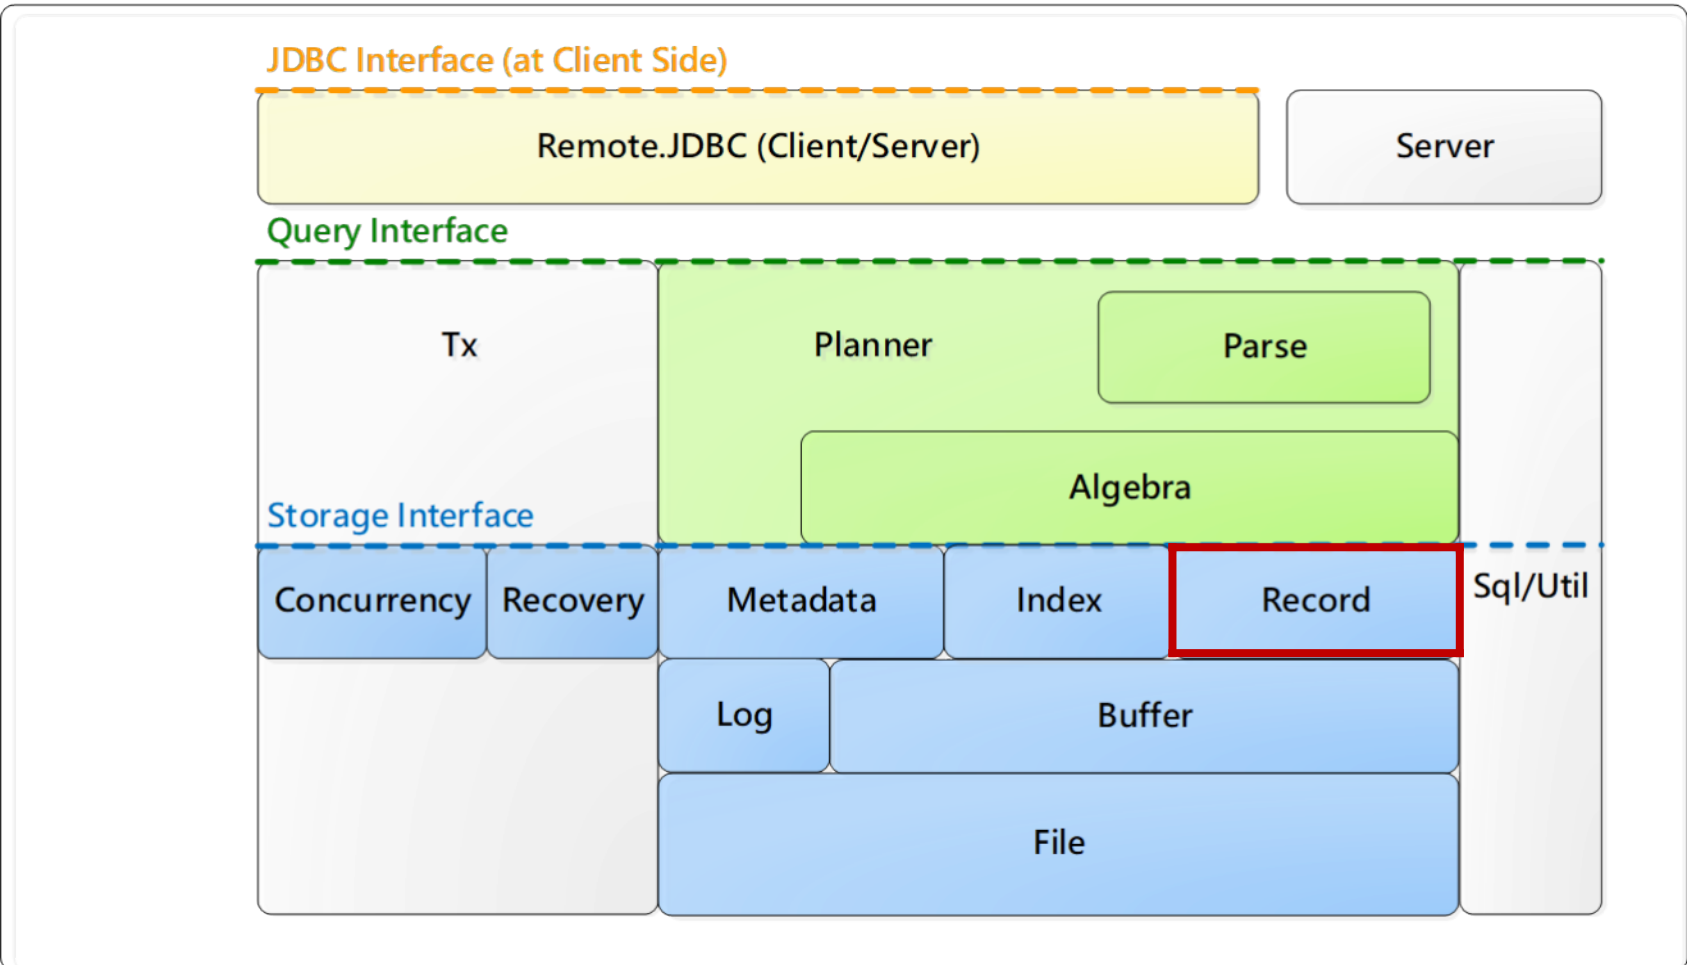 JDBC Interface (at Client Side)
Remote.JDBC (Client/Server)
Server
Query Interface
Tx
Planner
Parse
Algebra
Storage Interface
Concurrency
Recovery
Metadata
Index
Record
Sql/Util
Log
Buffer
File